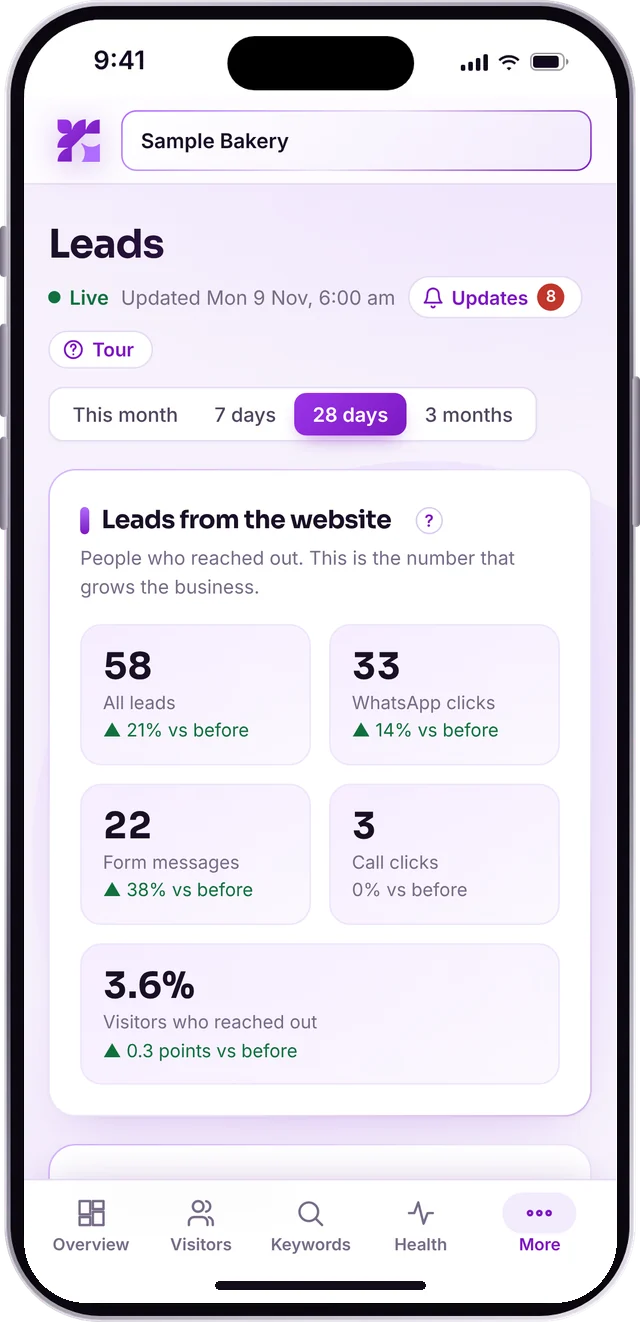 9:41
Sample Bakery
Leads
Live Updated Mon 9 Nov, 6:00 am Updates 8
Tour
This month 7 days 28 days 3 months
Leads from the website ?
People who reached out. This is the number that
grows the business.
58
All leads
▲ 21% vs before
33
WhatsApp clicks
▲ 14% vs before
22
Form messages
▲ 38% vs before
3
Call clicks
0% vs before
3.6%
Visitors who reached out
▲ 0.3 points vs before
Overview Visitors Keywords Health More